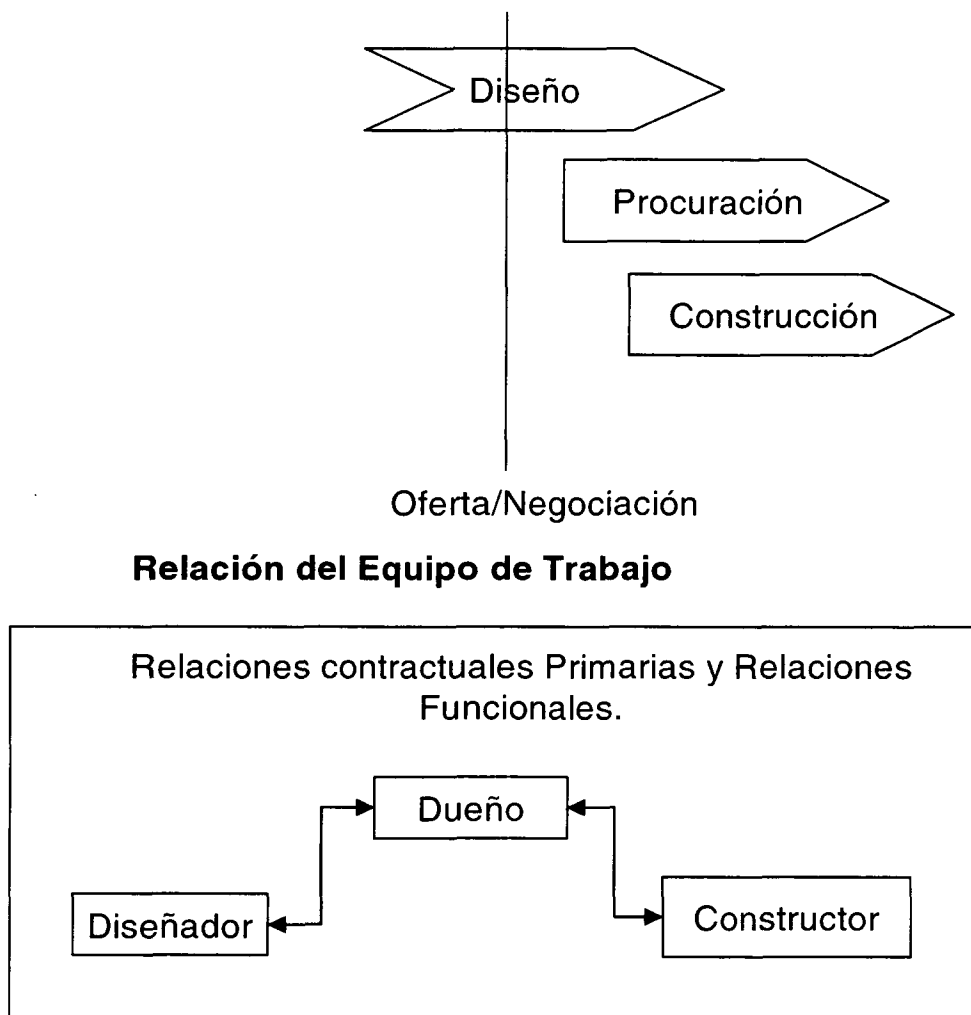 Diseño
Procuración
Construcción
Oferta/Negociación
Relación del Equipo de Trabajo
Relaciones contractuales Primarias y Relaciones
Funcionales.
Dueño
Diseñador
Constructor